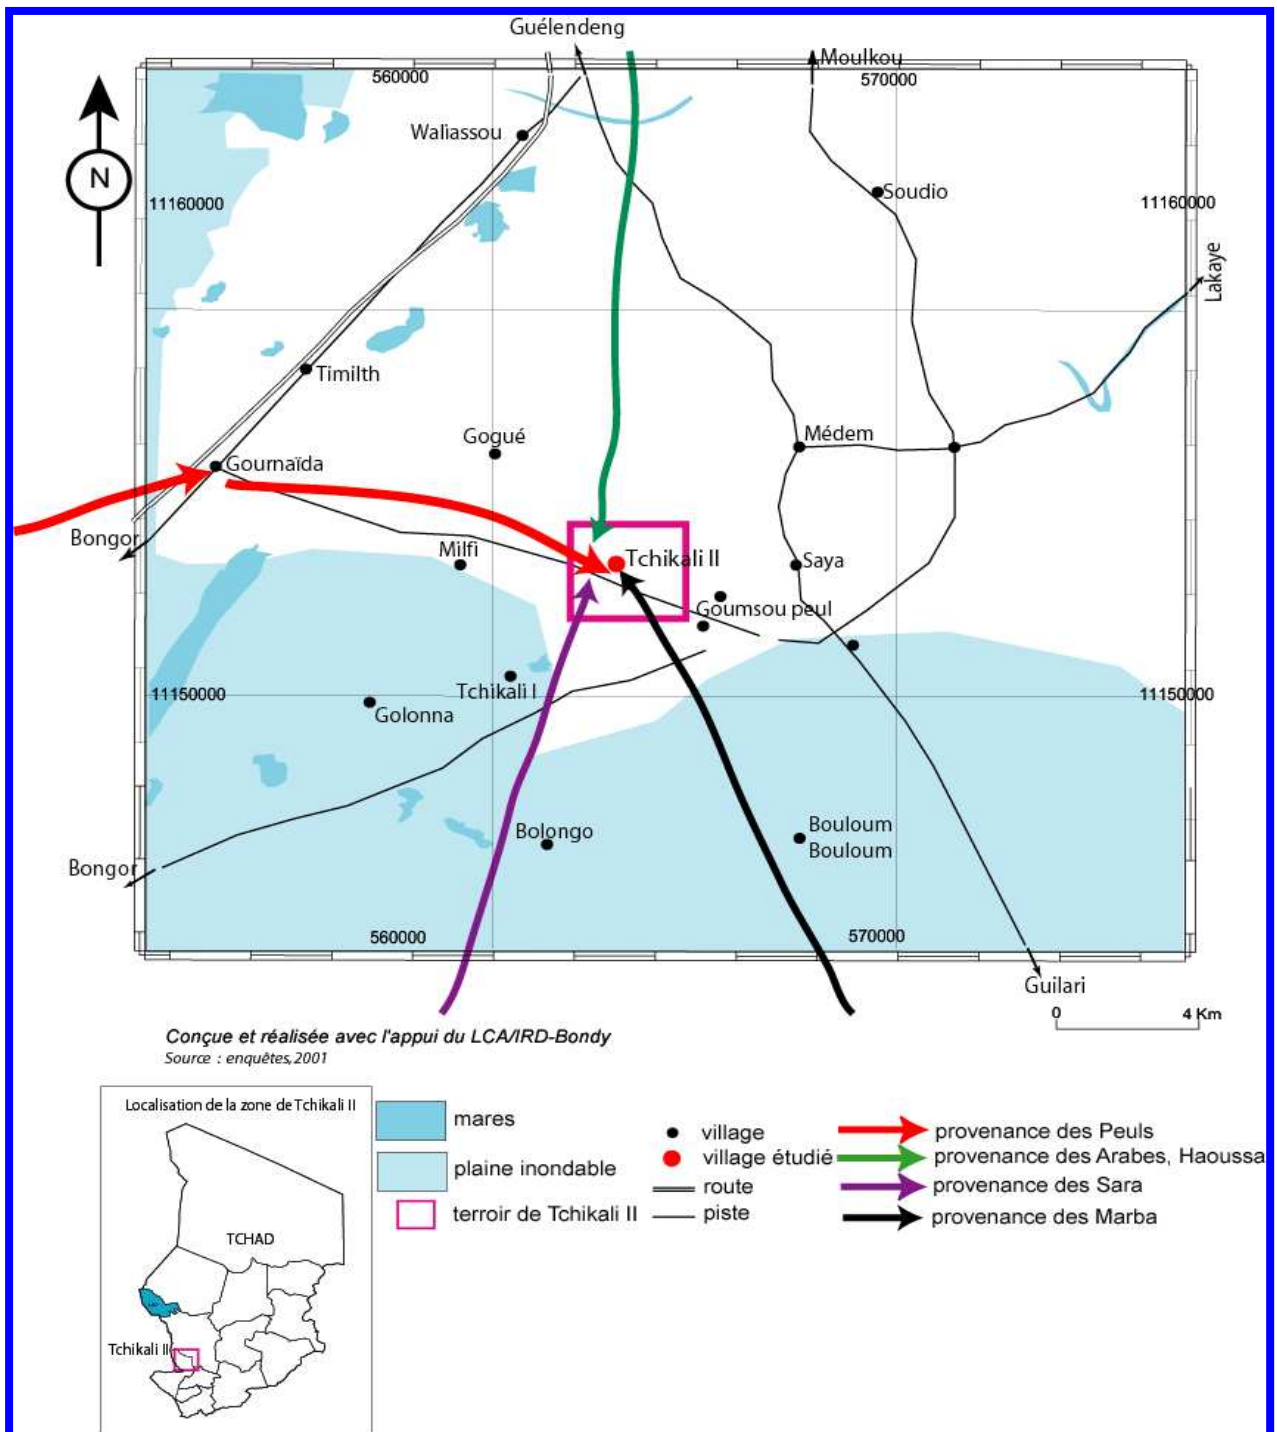 Guélendeng
Moulkou
560000
570000
Waliassou
N
Soudio
11160000
11160000
Lakaye
Timilth
Gogué
Médem
Gournaïda
Bongor
Milfi
Tchikali II
Saya
Goumsou peul
Tchikali I
11150000
11150000
Golonna
Bolongo
Bouloum
Bouloum
Bongor
560000
570000
Guilari
0 4 Km
Conçue et réalisée avec l'appui du LCA/IRD-Bondy
Source : enquêtes,2001
Localisation de la zone de Tchikali II
TCHAD
Tchikali II
mares
plaine inondable
terroir de Tchikali II
village
village étudié
route
piste
provenance des Peuls
provenance des Arabes, Haoussa
provenance des Sara
provenance des Marba